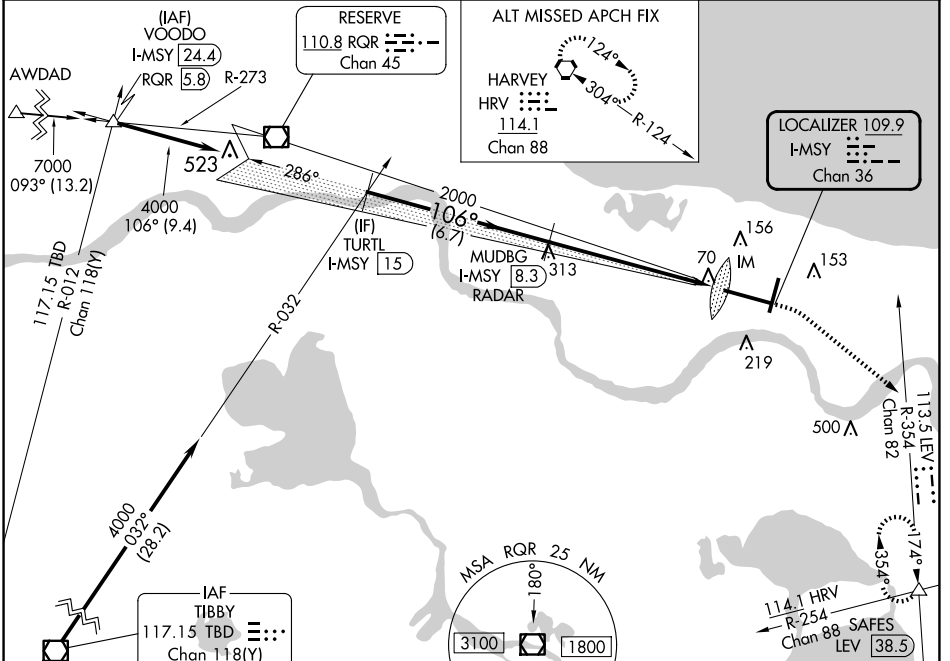 (IAF)
VOODO
I-MSY 24.4
RQR 5.8
AWDAD
R-273
7000
093° (13.2)
4000
106° (9.4)
523
RESERVE
110.8 RQR
Chan 45
ALT MISSED APCH FIX
124°
HARVEY
HRV
114.1
Chan 88
304°
R-124
LOCALIZER 109.9
I-MSY
Chan 36
286°
2000
106°
(6.7)
(IF)
TURTL
I-MSY 15
MUDBG
I-MSY 8.3
RADAR
313
70
IM
156
153
219
500
117.15 TBD
R-012
Chan 118(Y)
R-032
4000
032°
(28.2)
IAF
TIBBY
117.15 TBD
Chan 118(Y)
MSA RQR 25 NM
180°
3100
1800
113.5 LEV
R-354
Chan 82
174°
354°
114.1 HRV
R-254
Chan 88
SAFES
LEV 38.5